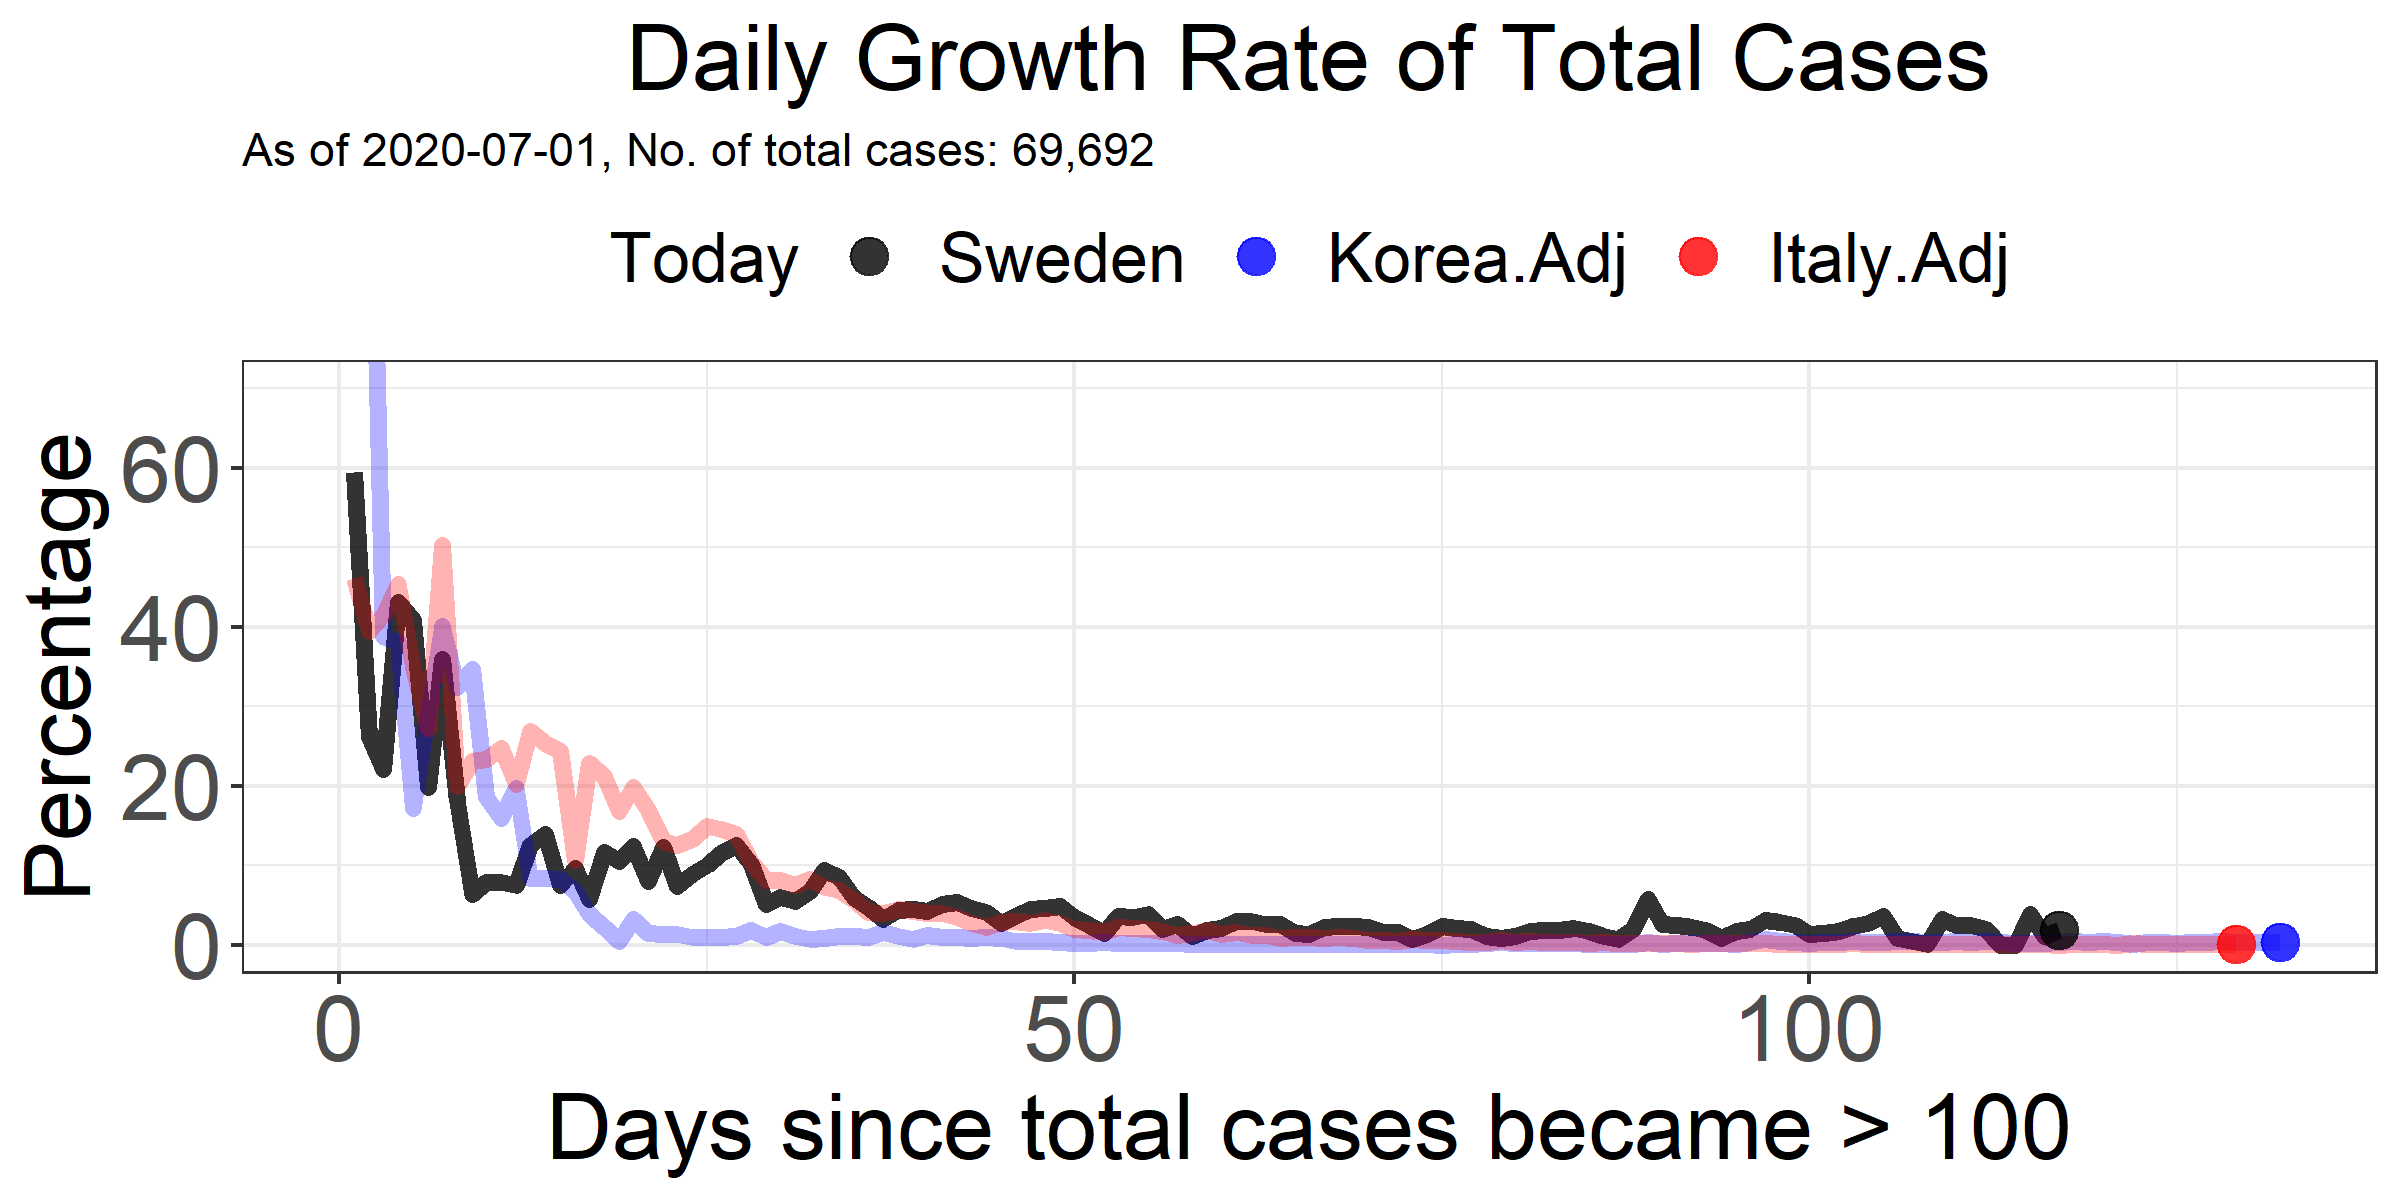 Daily Growth Rate of Total Cases
As of 2020-07-01, No. of total cases: 69,692
Today Sweden Korea.Adj Italy.Adj
Percentage
60
40
20
0
0 50 100
Days since total cases became > 100